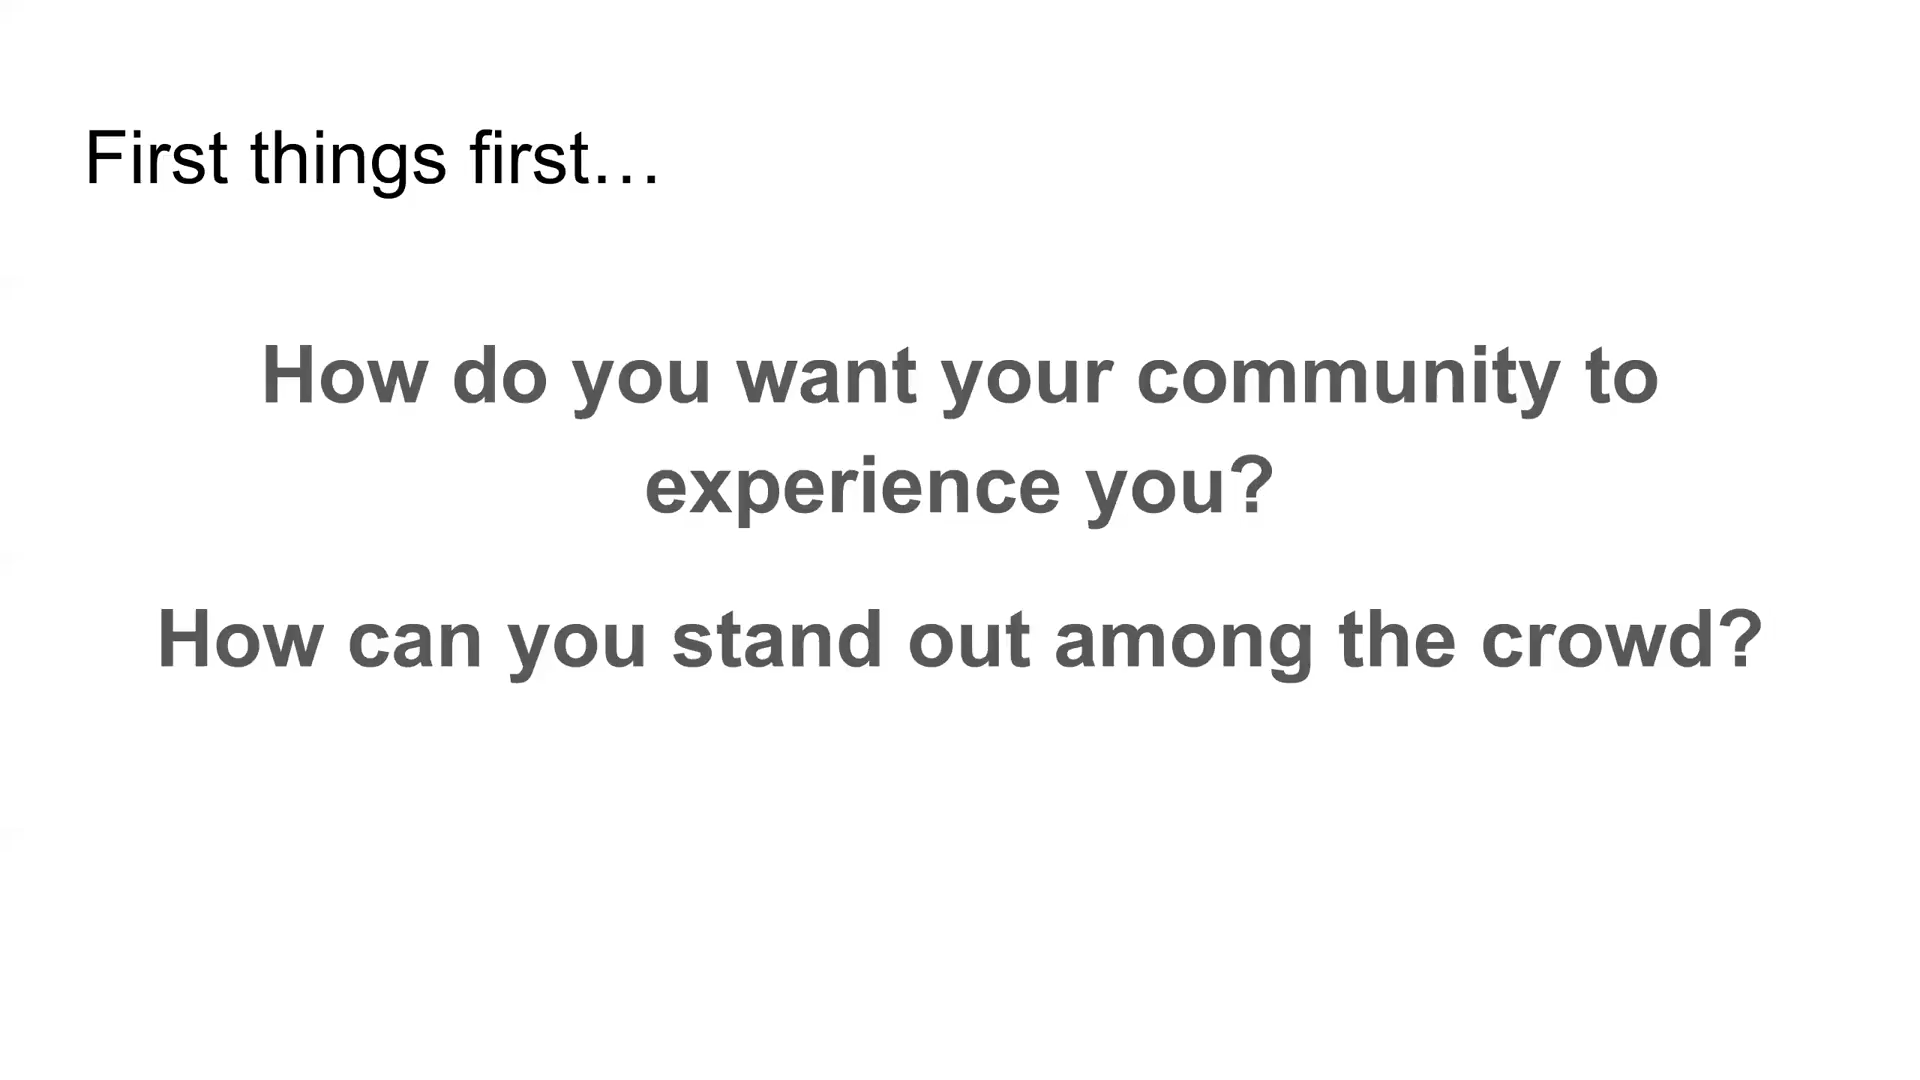 First things first…
How do you want your community to
experience you?
How can you stand out among the crowd?